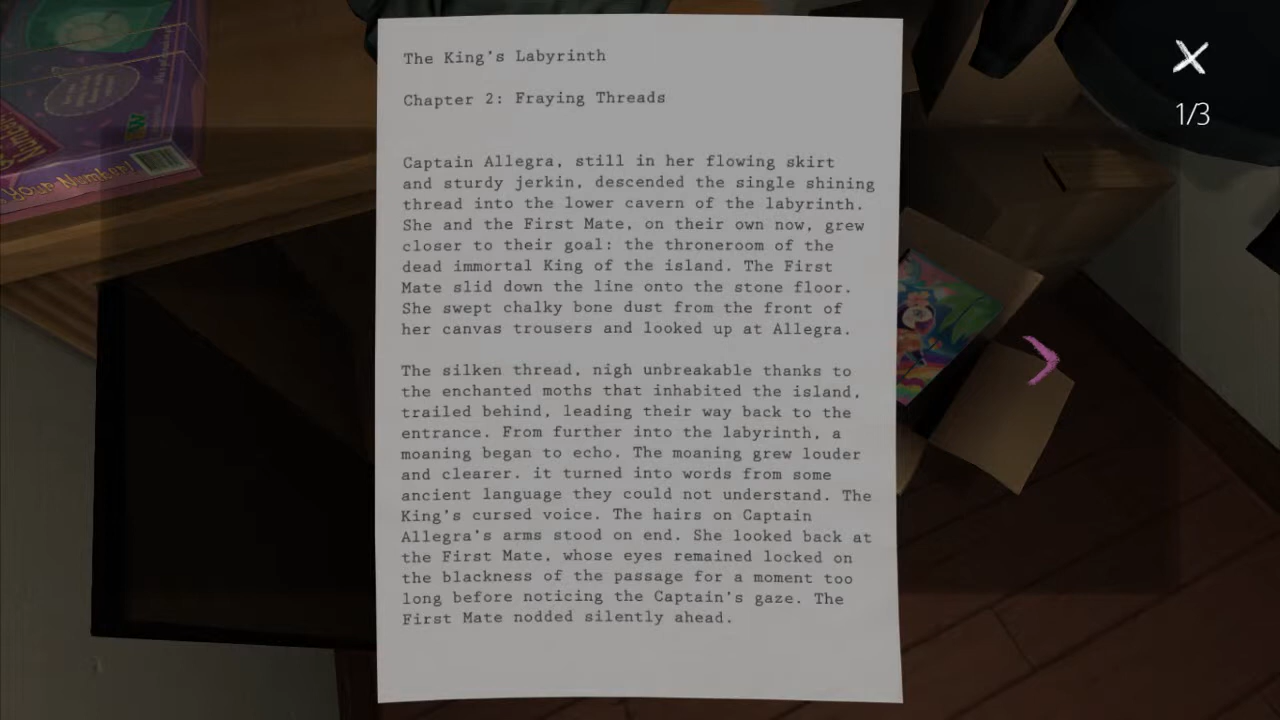 The King's Labyrinth
Chapter 2: Fraying Threads
Captain Allegra, still in her flowing skirt
and sturdy jerkin, descended the single shining
thread into the lower cavern of the labyrinth.
She and the First Mate, on their own now, grew
closer to their goal: the throneroom of the
dead immortal King of the island. The First
Mate slid down the line onto the stone floor.
She swept chalky bone dust from the front of
her canvas trousers and looked up at Allegra.
The silken thread, nigh unbreakable thanks to
the enchanted moths that inhabited the island,
trailed behind, leading their way back to the
entrance. From further into the labyrinth, a
moaning began to echo. The moaning grew louder
and clearer. it turned into words from some
ancient language they could not understand. The
King's cursed voice. The hairs on Captain
Allegra's arms stood on end. She looked back at
the First Mate, whose eyes remained locked on
the blackness of the passage for a moment too
long before noticing the Captain's gaze. The
First Mate nodded silently ahead.
1/3
Your Number!